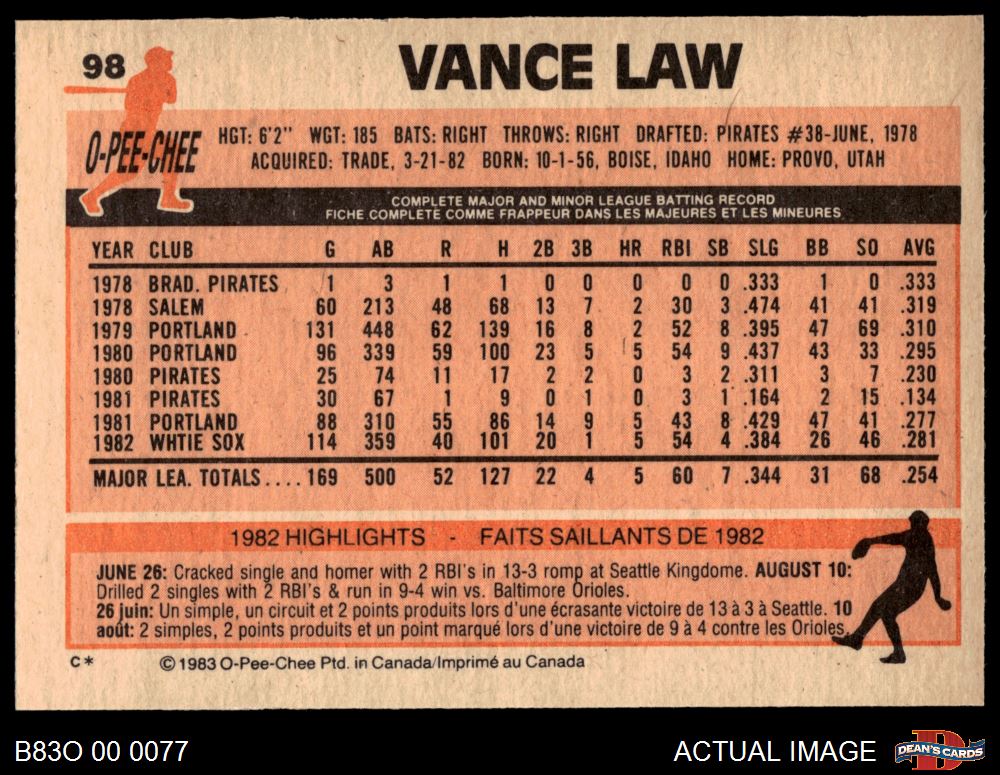 98
VANCE LAW
O-PEE-CHEE
HGT: 6'2" WGT: 185 BATS: RIGHT THROWS: RIGHT DRAFTED: PIRATES #38-JUNE, 1978
ACQUIRED: TRADE, 3-21-82 BORN: 10-1-56, BOISE, IDAHO HOME: PROVO, UTAH
COMPLETE MAJOR AND MINOR LEAGUE BATTING RECORD
FICHE COMPLETE COMME FRAPPEUR DANS LES MAJEURES ET LES MINEURES
YEAR CLUB G AB R H 2B 3B HR RBI SB SLG BB SO AVG
1978 BRAD. PIRATES 1 3 1 1 0 0 0 0 0 .333 1 0 .333
1978 SALEM 60 213 48 68 13 7 2 30 3 .474 41 41 .319
1979 PORTLAND 131 448 62 139 16 8 2 52 8 .395 47 69 .310
1980 PORTLAND 96 339 59 100 23 5 5 54 9 .437 43 33 .295
1980 PIRATES 25 74 11 17 2 2 0 3 2 .311 3 7 .230
1981 PIRATES 30 67 1 9 0 1 0 3 1 .164 2 15 .134
1981 PORTLAND 88 310 55 86 14 9 5 43 8 .429 47 41 .277
1982 WHTIE SOX 114 359 40 101 20 1 5 54 4 .384 26 46 .281
MAJOR LEA. TOTALS.... 169 500 52 127 22 4 5 60 7 .344 31 68 .254
1982 HIGHLIGHTS - FAITS SAILLANTS DE 1982
JUNE 26: Cracked single and homer with 2 RBI's in 13-3 romp at Seattle Kingdome. AUGUST 10:
Drilled 2 singles with 2 RBI's & run in 9-4 win vs. Baltimore Orioles.
26 juin: Un simple, un circuit et 2 points produits lors d'une écrasante victoire de 13 à 3 à Seattle. 10
août: 2 simples, 2 points produits et un point marqué lors d'une victoire de 9 à 4 contre les Orioles.
C* © 1983 O-Pee-Chee Ptd. in Canada/Imprimé au Canada
B83O 00 0077
ACTUAL IMAGE
D
DEAN'S CARDS